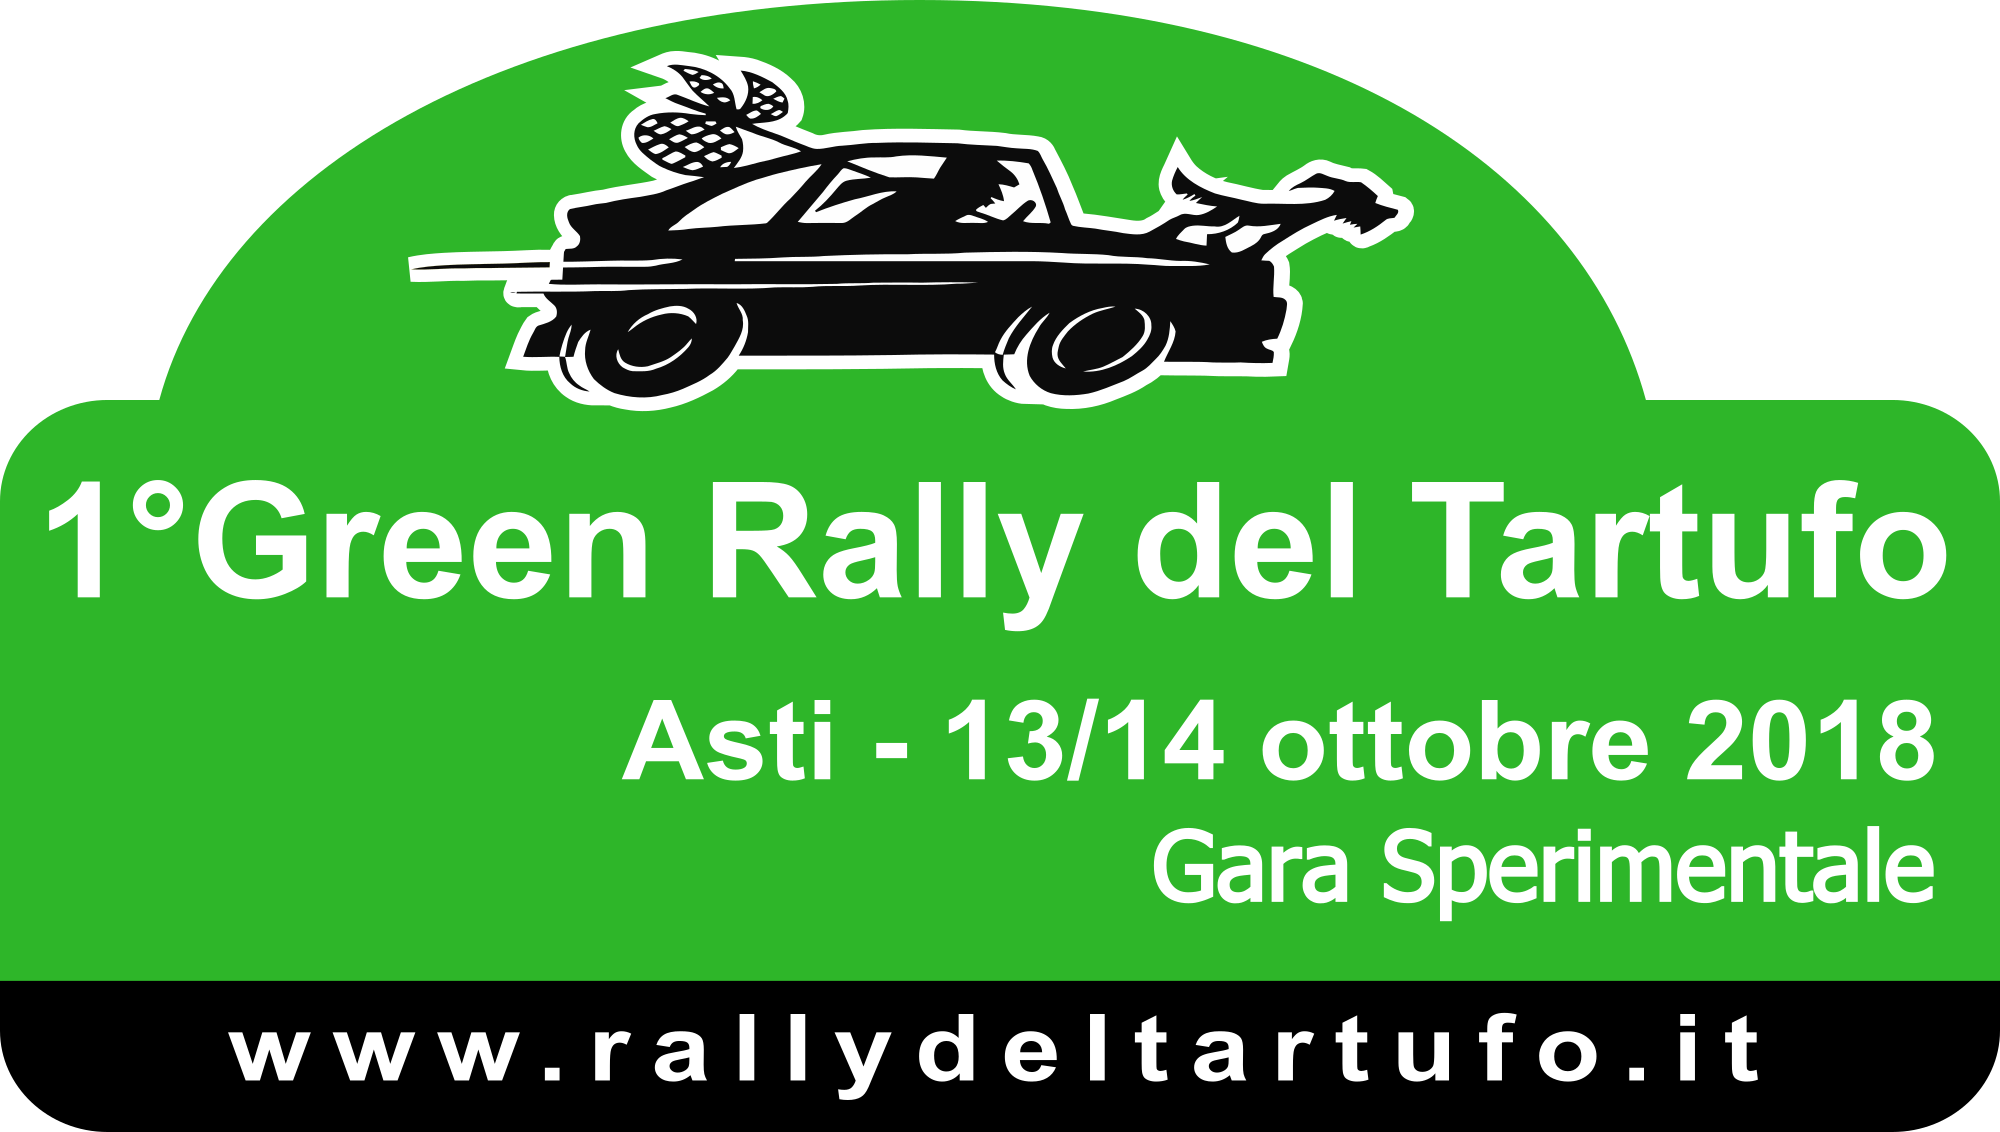 1°Green Rally del Tartufo
Asti - 13/14 ottobre 2018
Gara Sperimentale
www.rallydeltartufo.it